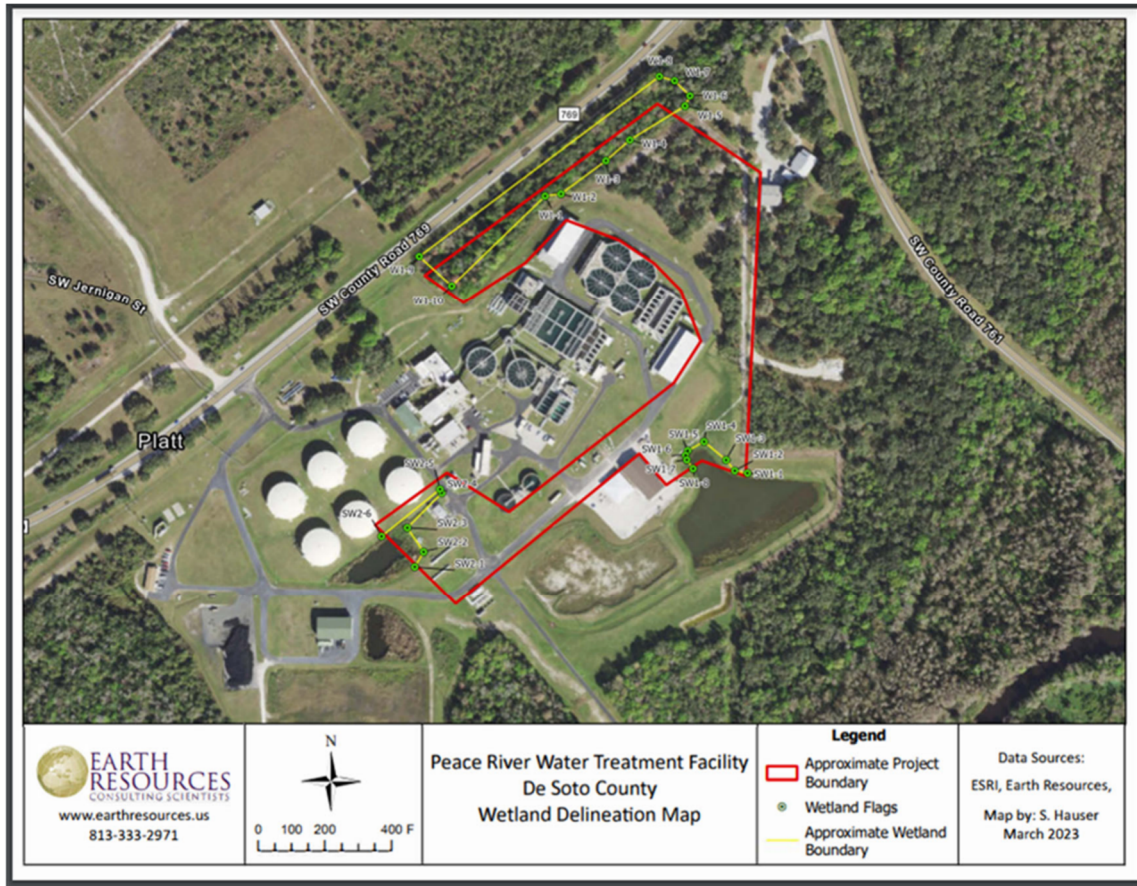 W1-8
W1-7
W1-6
W1-5
769
W1-4
W1-3
W1-2
W1-1
SW County Road 769
W1-9
SW Jernigan St
W1-10
SW County Road 761
Platt
SW1-5
SW1-4
SW1-6
SW1-3
SW1-7
SW1-2
SW1-8
SW1-1
SW2-5
SW2-4
SW2-6
SW2-3
SW2-2
SW2-1
EARTH
RESOURCES
CONSULTING SCIENTISTS
www.earthresources.us
813-333-2971
N
0 100 200 400 F
Peace River Water Treatment Facility
De Soto County
Wetland Delineation Map
Legend
Approximate Project
Boundary
Wetland Flags
Approximate Wetland
Boundary
Data Sources:
ESRI, Earth Resources,
Map by: S. Hauser
March 2023